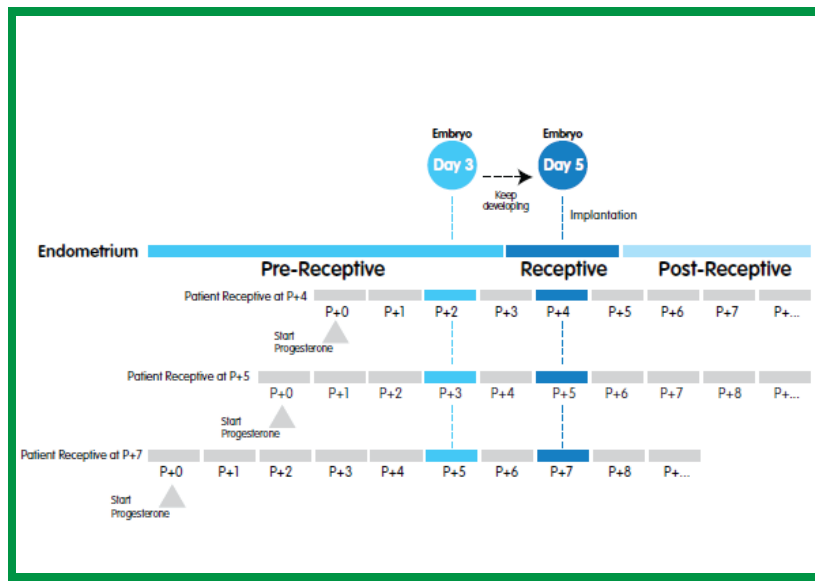 Embryo Embryo
Day 3 Day 5
Keep
developing
Implantation
Endometrium
Pre-Receptive Receptive Post-Receptive
Patient Receptive at P+4
P+0 P+1 P+2 P+3 P+4 P+5 P+6 P+7 P+...
Start
Progesterone
Patient Receptive at P+5
P+0 P+1 P+2 P+3 P+4 P+5 P+6 P+7 P+8 P+...
Start
Progesterone
Patient Receptive at P+7
P+0 P+1 P+2 P+3 P+4 P+5 P+6 P+7 P+8 P+...
Start
Progesterone